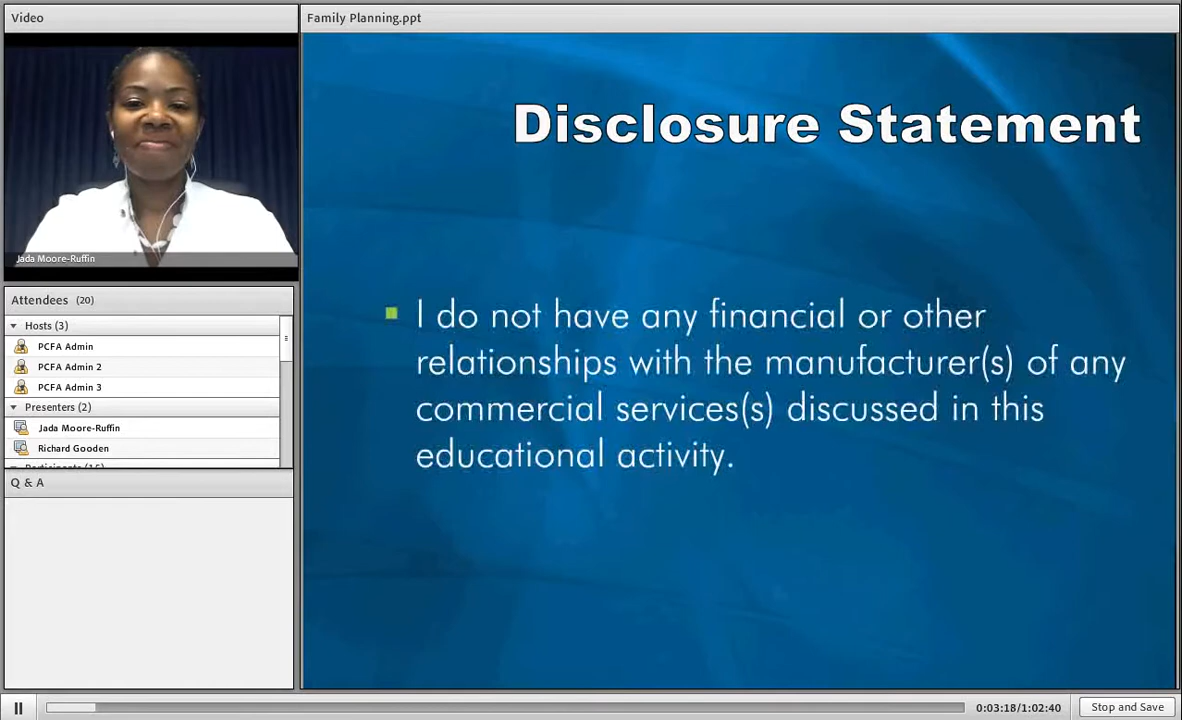 Video
Jada Moore-Ruffin
Attendees (20)
Hosts (3)
PCFA Admin
PCFA Admin 2
PCFA Admin 3
Presenters (2)
Jada Moore-Ruffin
Richard Gooden
Q & A
Family Planning.ppt
Disclosure Statement
I do not have any financial or other
relationships with the manufacturer(s) of any
commercial services(s) discussed in this
educational activity.
0:03:18/1:02:40
Stop and Save